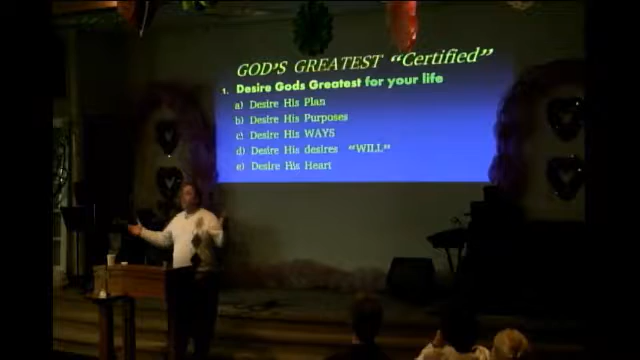 GOD'S GREATEST “Certified”
1. Desire Gods Greatest for your life
a) Desire His Plan
b) Desire His Purposes
c) Desire His WAYS
d) Desire His desires “WILL”
e) Desire His Heart